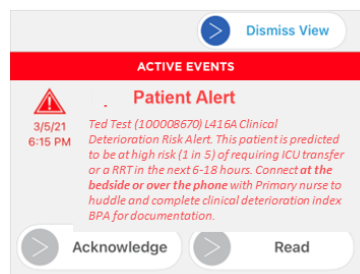 Dismiss View
ACTIVE EVENTS
Patient Alert
3/5/21
6:15 PM
Ted Test (100008670) L416A Clinical
Deterioration Risk Alert. This patient is predicted
to be at high risk (1 in 5) of requiring ICU transfer
or a RRT in the next 6-18 hours. Connect at the
bedside or over the phone with Primary nurse to
huddle and complete clinical deterioration index
BPA for documentation.
Acknowledge
Read